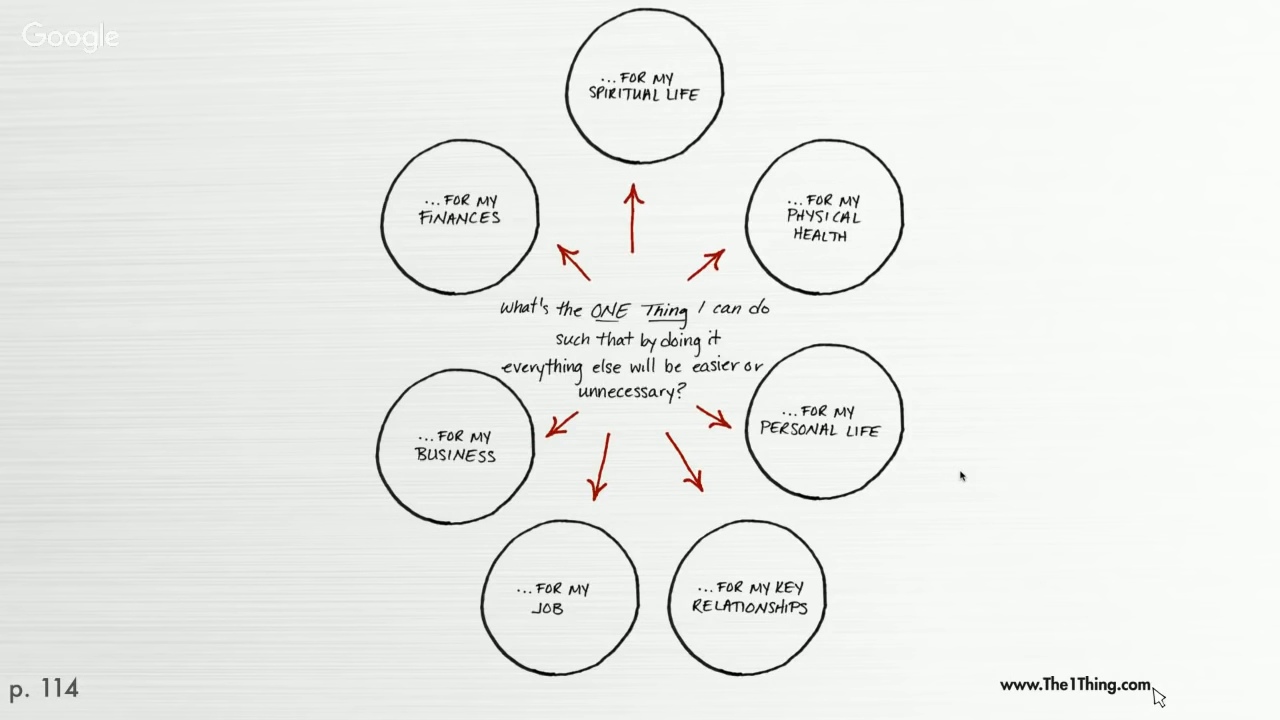 Google
... FOR MY
SPIRITUAL LIFE
... FOR MY
FINANCES
... FOR MY
PHYSICAL
HEALTH
what's the ONE Thing I can do
such that by doing it
everything else will be easier or
unnecessary?
... FOR MY
BUSINESS
... FOR MY
PERSONAL LIFE
... FOR MY
JOB
... FOR MY KEY
RELATIONSHIPS
p. 114
www.The1Thing.com